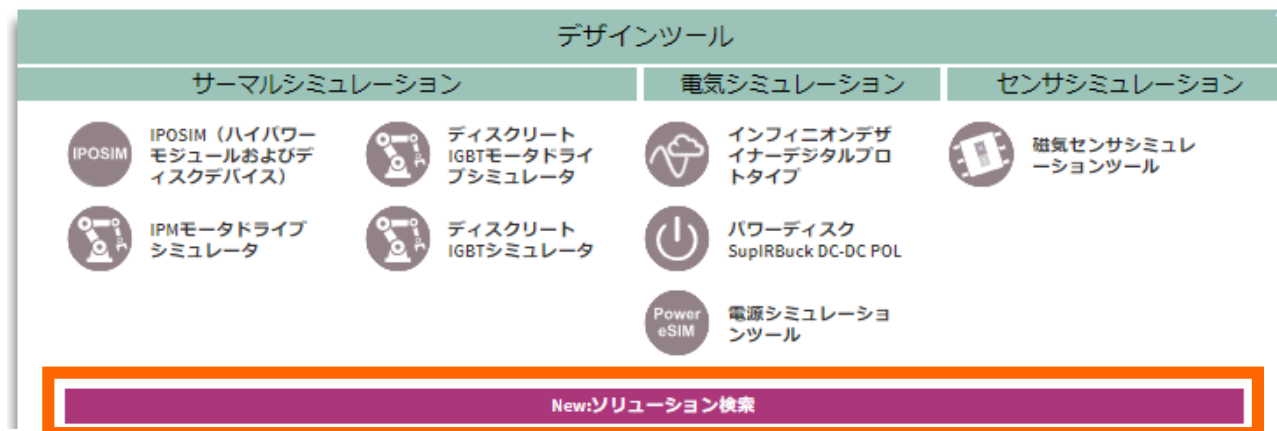 デザインツール
サーマルシミュレーション
電気シミュレーション
センサシミュレーション
IPOSIM
IPOSIM（ハイパワー
モジュールおよびデ
ィスクデバイス）
ディスクリート
IGBTモータドライ
ブシミュレータ
インフィニオンデザ
イナーデジタルプロ
トタイプ
磁気センサシミュレ
ーションツール
IPMモータドライブ
シミュレータ
ディスクリート
IGBTシミュレータ
パワーディスク
SupIRBuck DC-DC POL
Power
eSIM
電源シミュレーショ
ンツール
New:ソリューション検索